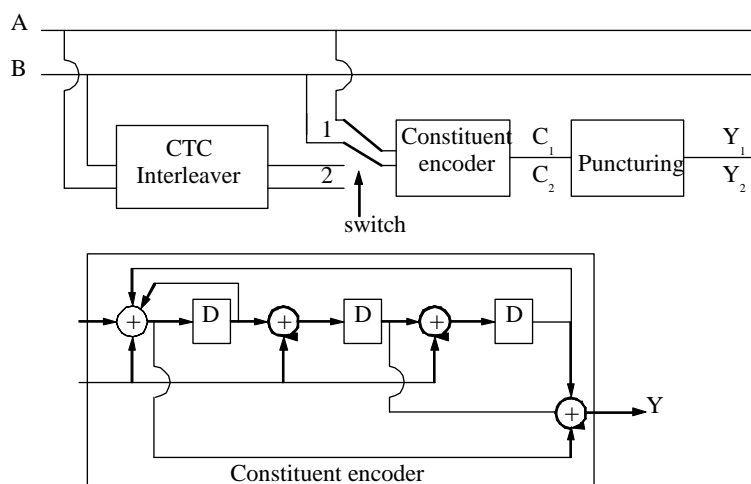 A
B
1
2
CTC
Interleaver
switch
Constituent
encoder
C₁
C₂
Puncturing
Y₁
Y₂
+
D
+
D
+
D
+
Y
Constituent encoder